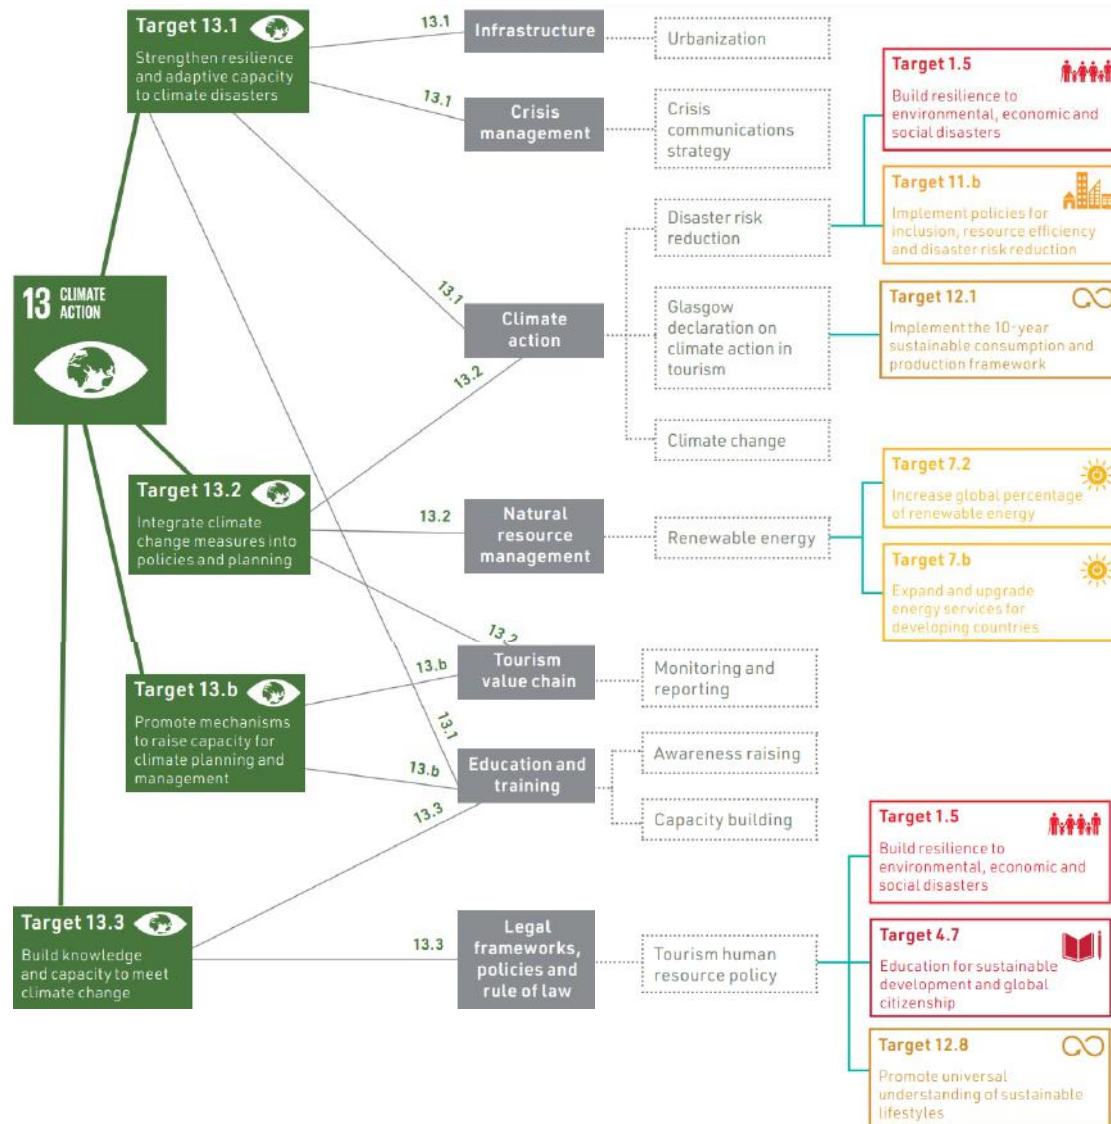 Target 13.1
Strengthen resilience
and adaptive capacity
to climate disasters
13.1
Infrastructure
Urbanization
13.1
Crisis
management
Crisis
communications
strategy
Target 1.5
Build resilience to
environmental, economic and
social disasters
Disaster risk
reduction
Target 11.b
Implement policies for
inclusion, resource efficiency
and disaster risk reduction
13 CLIMATE
ACTION
13.1
13.2
Climate
action
Glasgow
declaration on
climate action in
tourism
Target 12.1
Implement the 10-year
sustainable consumption and
production framework
Climate change
Target 13.2
Integrate climate
change measures into
policies and planning
13.2
Natural
resource
management
Renewable energy
Target 7.2
Increase global percentage
of renewable energy
Target 7.b
Expand and upgrade
energy services for
developing countries
13.2
Target 13.b
Promote mechanisms
to raise capacity for
climate planning and
management
13.b
Tourism
value chain
Monitoring and
reporting
13.1
13.b
13.3
Education and
training
Awareness raising
Capacity building
Target 13.3
Build knowledge
and capacity to meet
climate change
13.3
Legal
frameworks,
policies and
rule of law
Tourism human
resource policy
Target 1.5
Build resilience to
environmental, economic and
social disasters
Target 4.7
Education for sustainable
development and global
citizenship
Target 12.8
Promote universal
understanding of sustainable
lifestyles